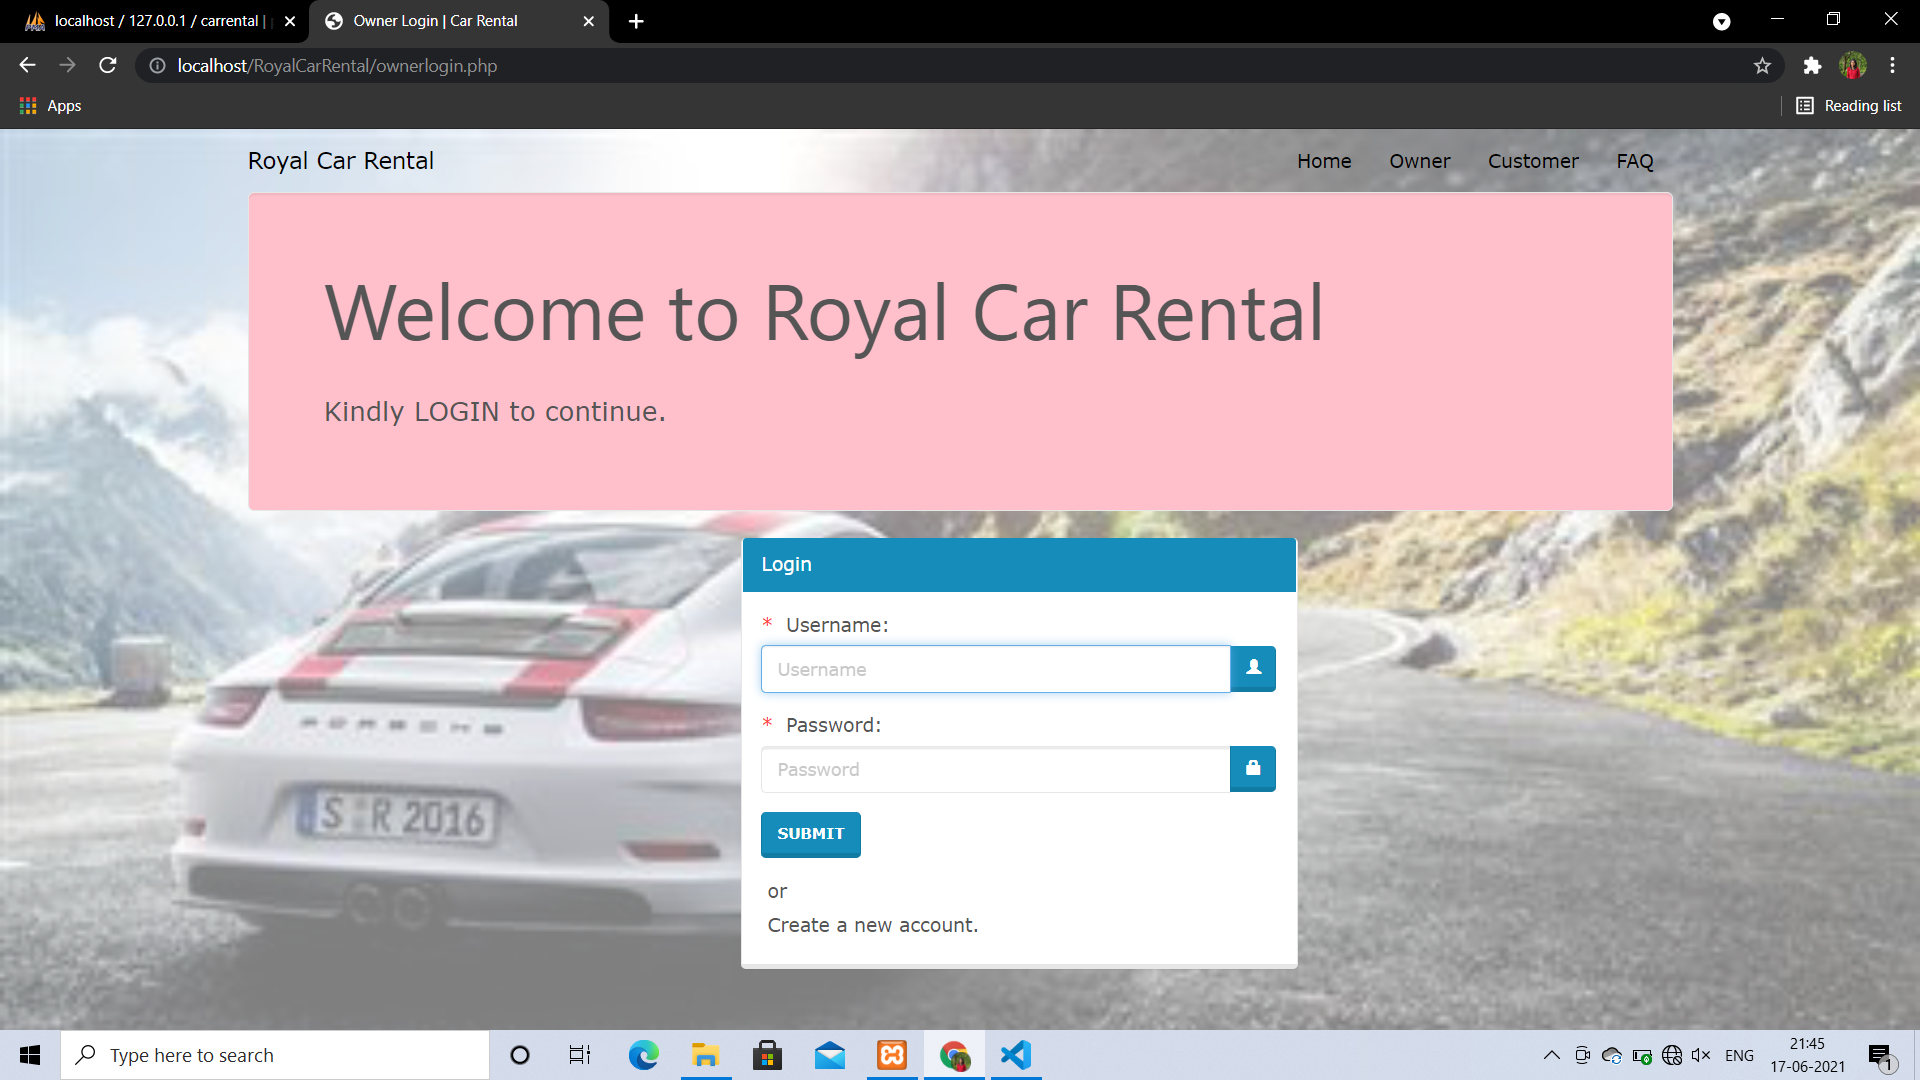 localhost / 127.0.0.1 / carrental |
Owner Login | Car Rental
localhost/RoyalCarRental/ownerlogin.php
Apps
Reading list
Royal Car Rental
Home Owner Customer FAQ
Welcome to Royal Car Rental
Kindly LOGIN to continue.
Login
* Username:
Username
* Password:
Password
SUBMIT
or
Create a new account.
PORSCHE
S R 2016
Type here to search
ENG
21:45
17-06-2021
1